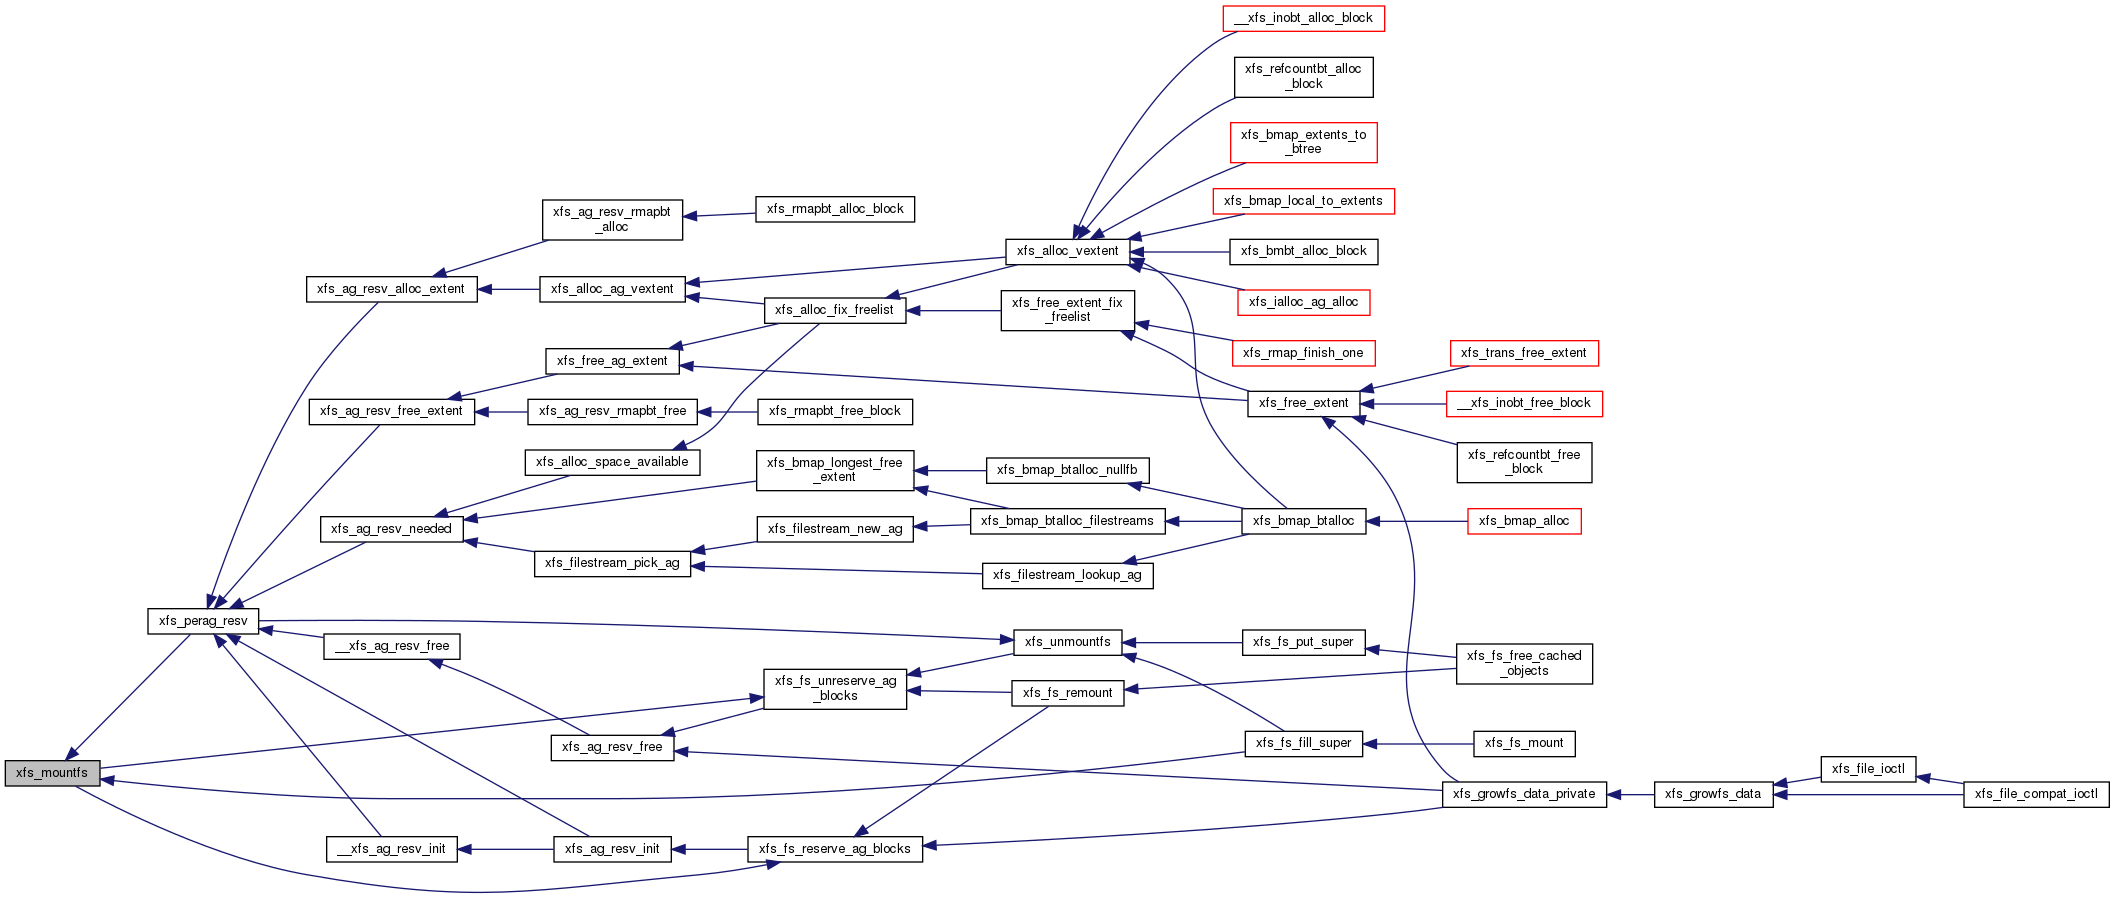 __xfs_inobt_alloc_block
xfs_refcountbt_alloc
_block
xfs_bmap_extents_to
_btree
xfs_ag_resv_rmapbt
_alloc
xfs_rmapbt_alloc_block
xfs_bmap_local_to_extents
xfs_alloc_vextent
xfs_bmbt_alloc_block
xfs_ag_resv_alloc_extent
xfs_alloc_ag_vextent
xfs_alloc_fix_freelist
xfs_free_extent_fix
_freelist
xfs_ialloc_ag_alloc
xfs_free_ag_extent
xfs_rmap_finish_one
xfs_trans_free_extent
xfs_ag_resv_free_extent
xfs_ag_resv_rmapbt_free
xfs_rmapbt_free_block
xfs_free_extent
__xfs_inobt_free_block
xfs_alloc_space_available
xfs_bmap_longest_free
_extent
xfs_bmap_btalloc_nullfb
xfs_refcountbt_free
_block
xfs_ag_resv_needed
xfs_filestream_new_ag
xfs_bmap_btalloc_filestreams
xfs_bmap_btalloc
xfs_bmap_alloc
xfs_filestream_pick_ag
xfs_filestream_lookup_ag
xfs_perag_resv
__xfs_ag_resv_free
xfs_unmountfs
xfs_fs_put_super
xfs_fs_free_cached
_objects
xfs_fs_unreserve_ag
_blocks
xfs_fs_remount
xfs_ag_resv_free
xfs_fs_fill_super
xfs_fs_mount
xfs_mountfs
xfs_growfs_data_private
xfs_growfs_data
xfs_file_ioctl
xfs_file_compat_ioctl
__xfs_ag_resv_init
xfs_ag_resv_init
xfs_fs_reserve_ag_blocks